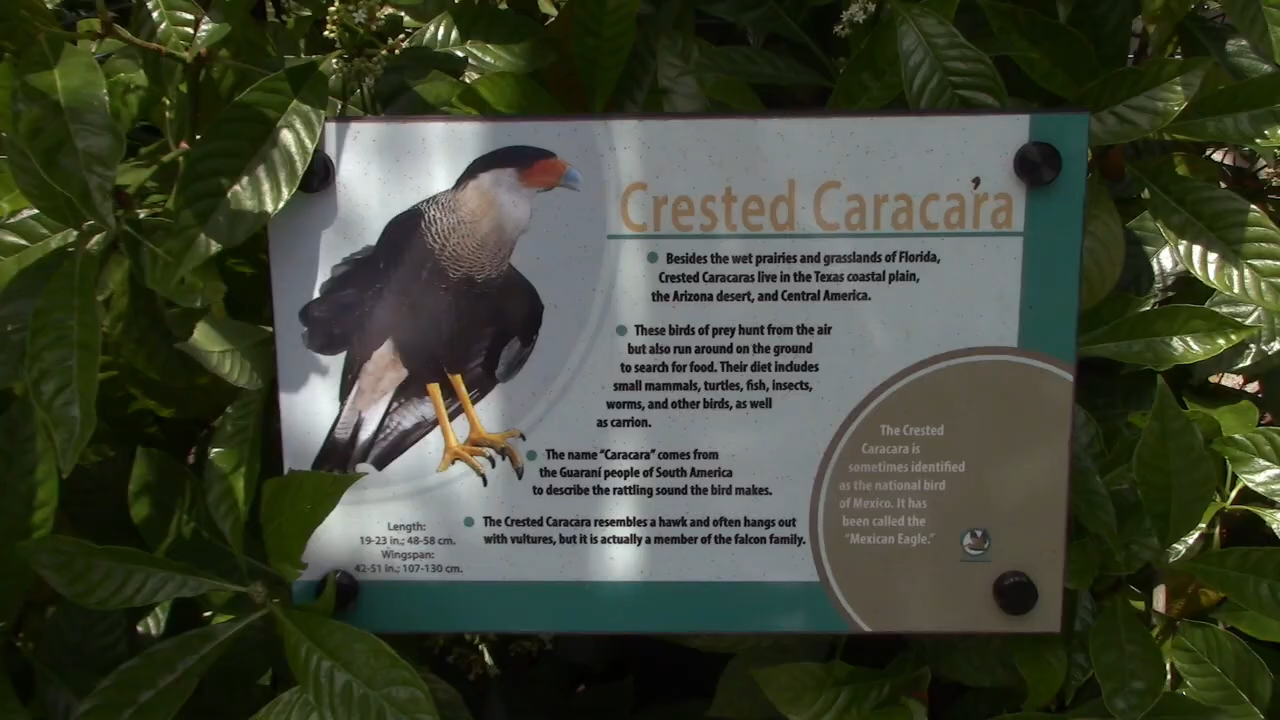 Crested Caraca'ra
Besides the wet prairies and grasslands of Florida,
Crested Caracaras live in the Texas coastal plain,
the Arizona desert, and Central America.
These birds of prey hunt from the air
but also run around on the ground
to search for food. Their diet includes
small mammals, turtles, fish, insects,
worms, and other birds, as well
as carrion.
The name “Caracara” comes from
the Guaraní people of South America
to describe the rattling sound the bird makes.
The Crested Caracara resembles a hawk and often hangs out
with vultures, but it is actually a member of the falcon family.
Length:
19-23 in.; 48-58 cm.
Wingspan:
42-51 in.; 107-130 cm.
The Crested
Caracara is
sometimes identified
as the national bird
of Mexico. It has
been called the
“Mexican Eagle.”